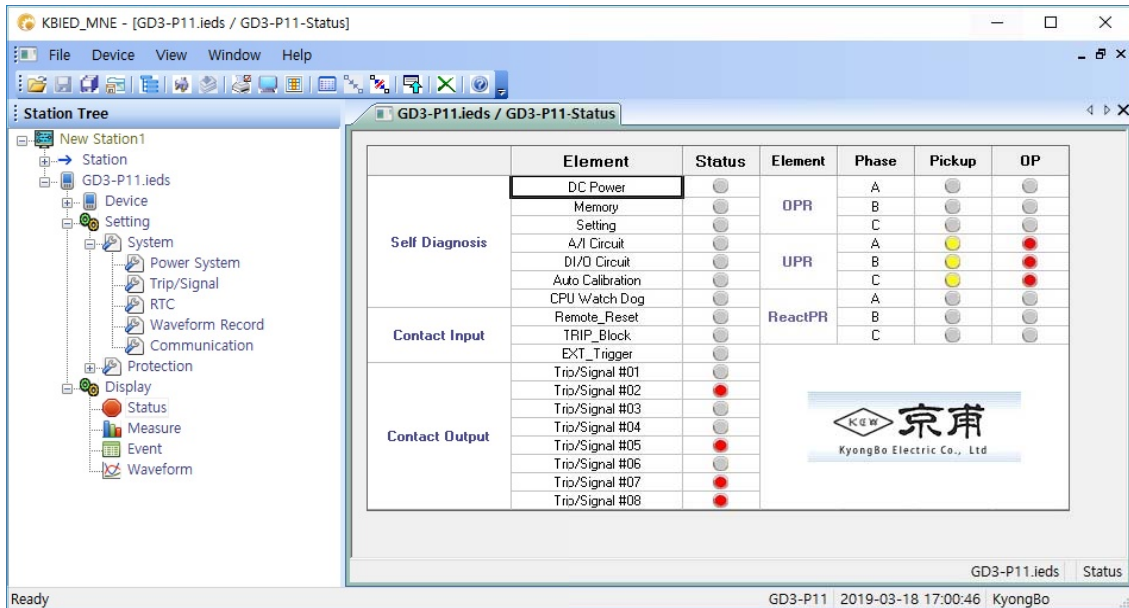 KBIED_MNE - [GD3-P11.ieds / GD3-P11-Status]
File Device View Window Help
Station Tree
New Station1
Station
GD3-P11.ieds
Device
Setting
System
Power System
Trip/Signal
RTC
Waveform Record
Communication
Protection
Display
Status
Measure
Event
Waveform
GD3-P11.ieds / GD3-P11-Status
Element Status Element Phase Pickup OP
Self Diagnosis
DC Power
Memory
Setting
A/I Circuit
DI/O Circuit
Auto Calibration
CPU Watch Dog
Contact Input
Remote_Reset
TRIP_Block
EXT_Trigger
Contact Output
Trip/Signal #01
Trip/Signal #02
Trip/Signal #03
Trip/Signal #04
Trip/Signal #05
Trip/Signal #06
Trip/Signal #07
Trip/Signal #08
OPR
A
B
C
UPR
A
B
C
ReactPR
A
B
C
京甫
KyongBo Electric Co., Ltd
GD3-P11.ieds Status
Ready GD3-P11 2019-03-18 17:00:46 KyongBo